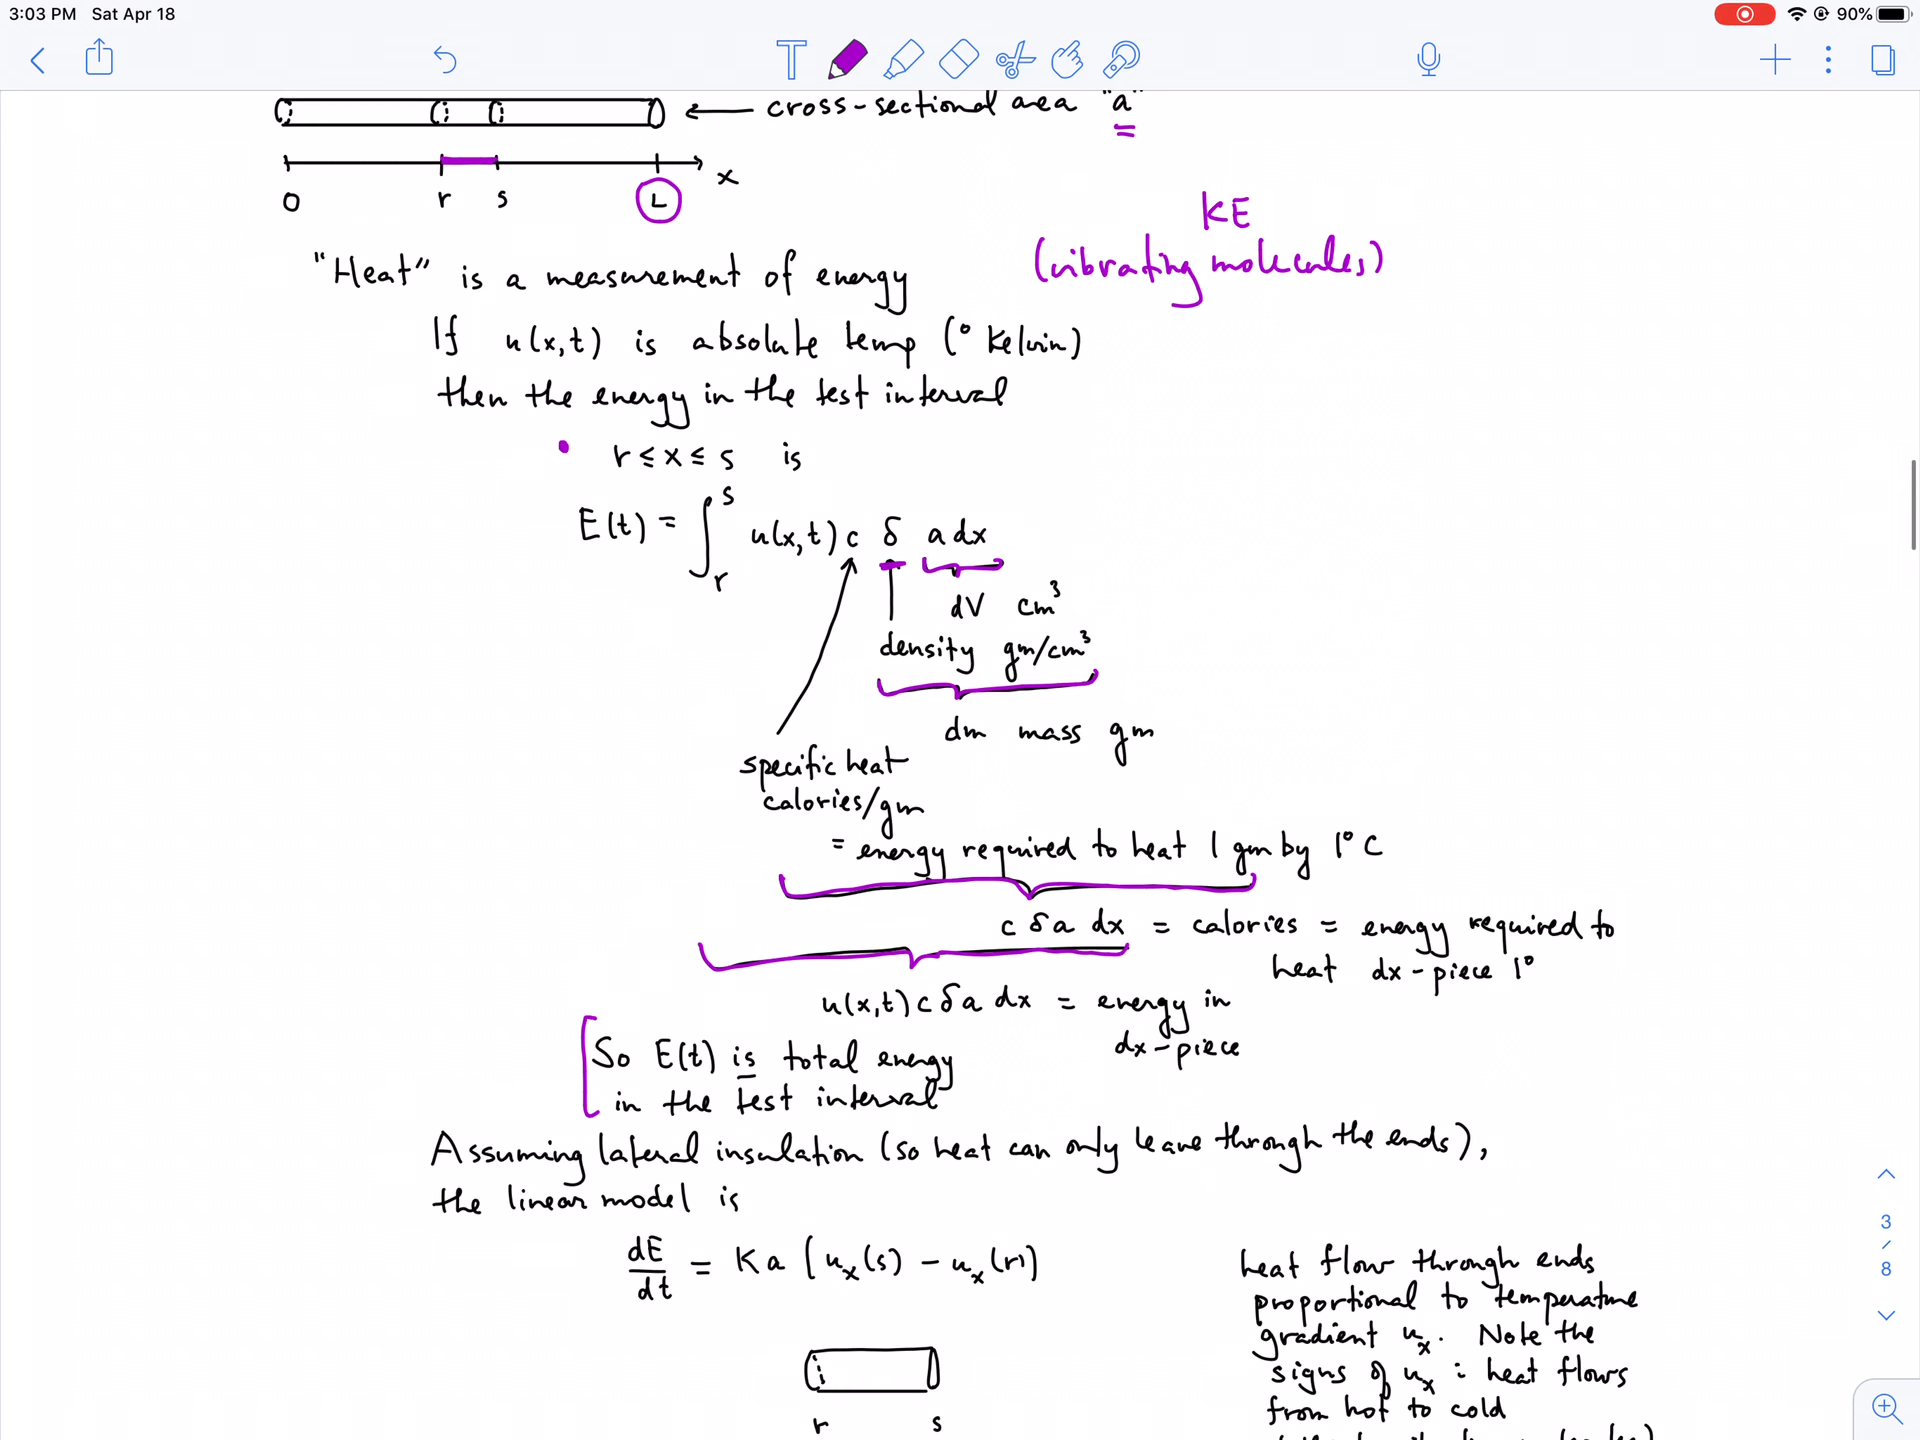 3:03 PM Sat Apr 18
90%
T
cross-sectional area "a"
x
0 r s L
KE
(vibrating molecules)
"Heat" is a measurement of energy
If u(x,t) is absolute temp (° Kelvin)
then the energy in the test interval
r ≤ x ≤ s is
E(t) = ∫_r^s u(x,t) c δ a dx
dV cm³
density gm/cm³
dm mass gm
specific heat
calories/gm
= energy required to heat 1 gm by 1° C
c δ a dx = calories = energy required to
heat dx-piece 1°
u(x,t) c δ a dx = energy in
dx-piece
So E(t) is total energy
in the test interval
Assuming lateral insulation (so heat can only leave through the ends),
the linear model is
dE/dt = Ka (u_x(s) - u_x(r))
heat flow through ends
proportional to temperature
gradient u_x. Note the
signs of u_x : heat flows
from hot to cold
r s
3
/
8